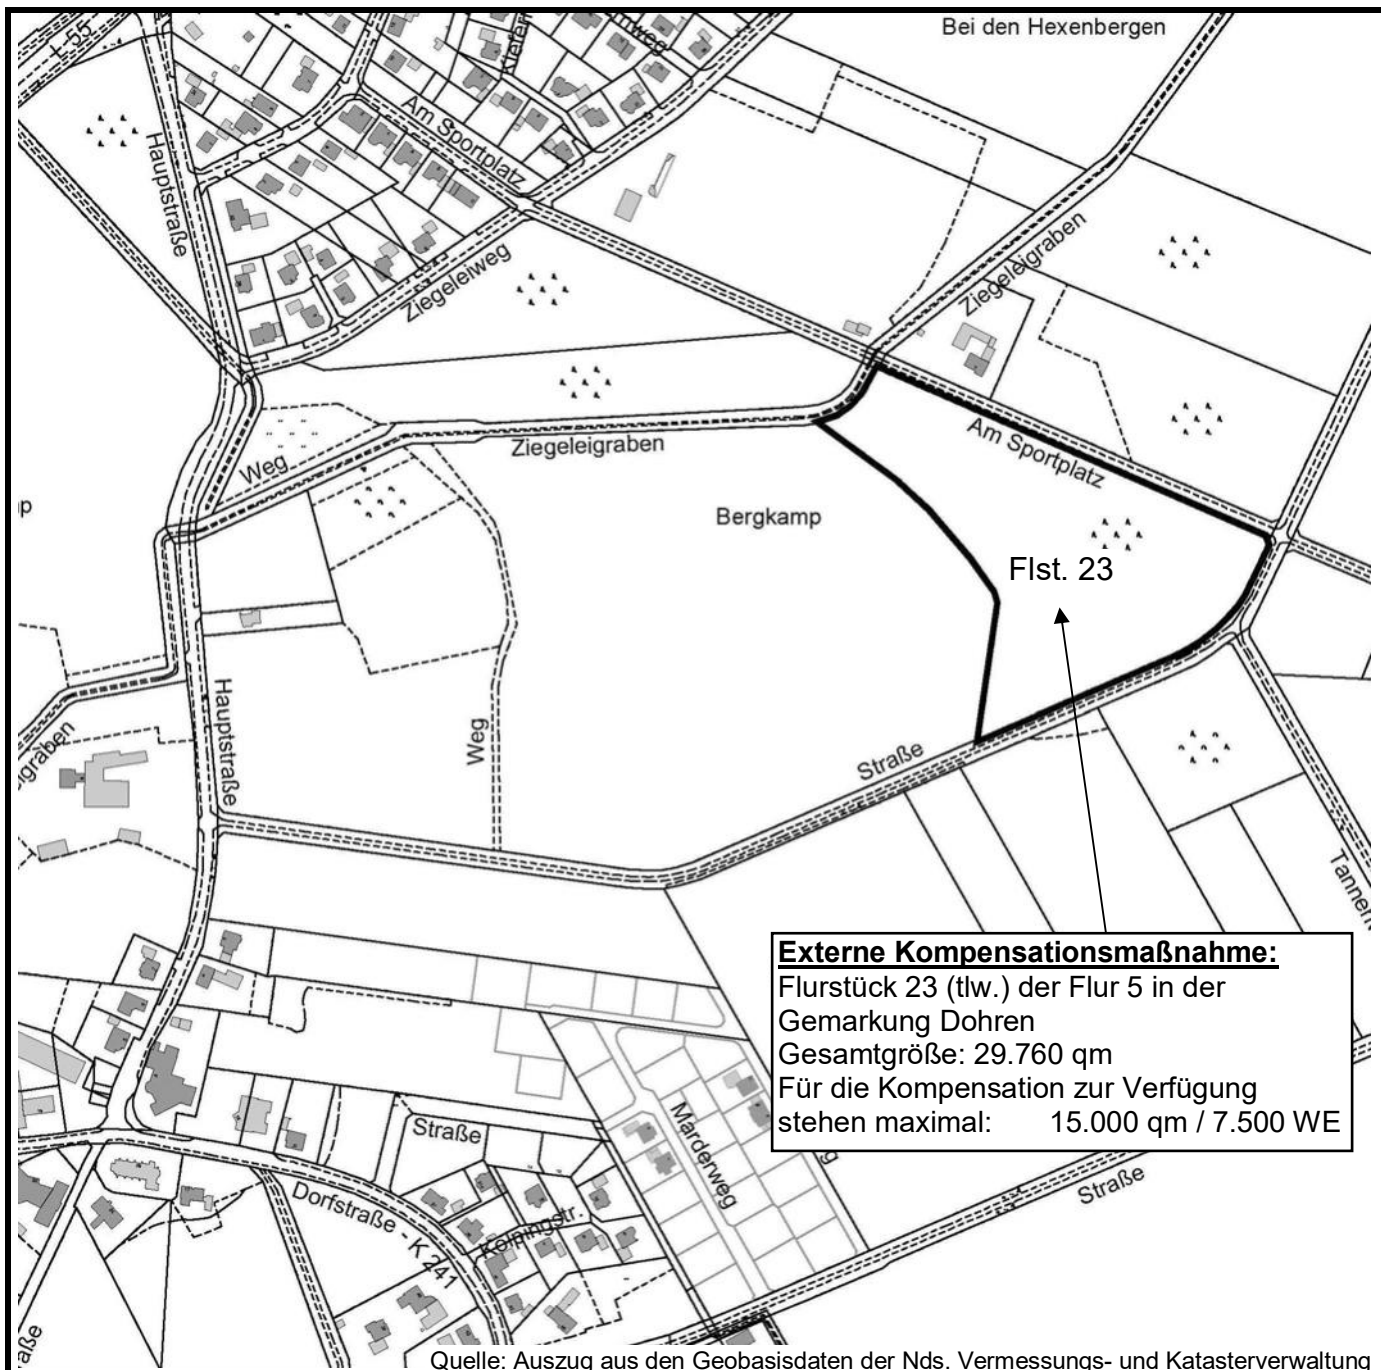 Bei den Hexenbergen
L 55
Am Sportplatz
Hauptstraße
Ziegeleiweg
Ziegeleigraben
Weg
Ziegeleigraben
Am Sportplatz
Bergkamp
Flst. 23
Hauptstraße
Weg
Straße
Externe Kompensationsmaßnahme:
Flurstück 23 (tlw.) der Flur 5 in der
Gemarkung Dohren
Gesamtgröße: 29.760 qm
Für die Kompensation zur Verfügung
stehen maximal: 15.000 qm / 7.500 WE
Straße
Marderweg
Straße
Dorfstraße - K 241
Kolpingstr.
Quelle: Auszug aus den Geobasisdaten der Nds. Vermessungs- und Katasterverwaltung